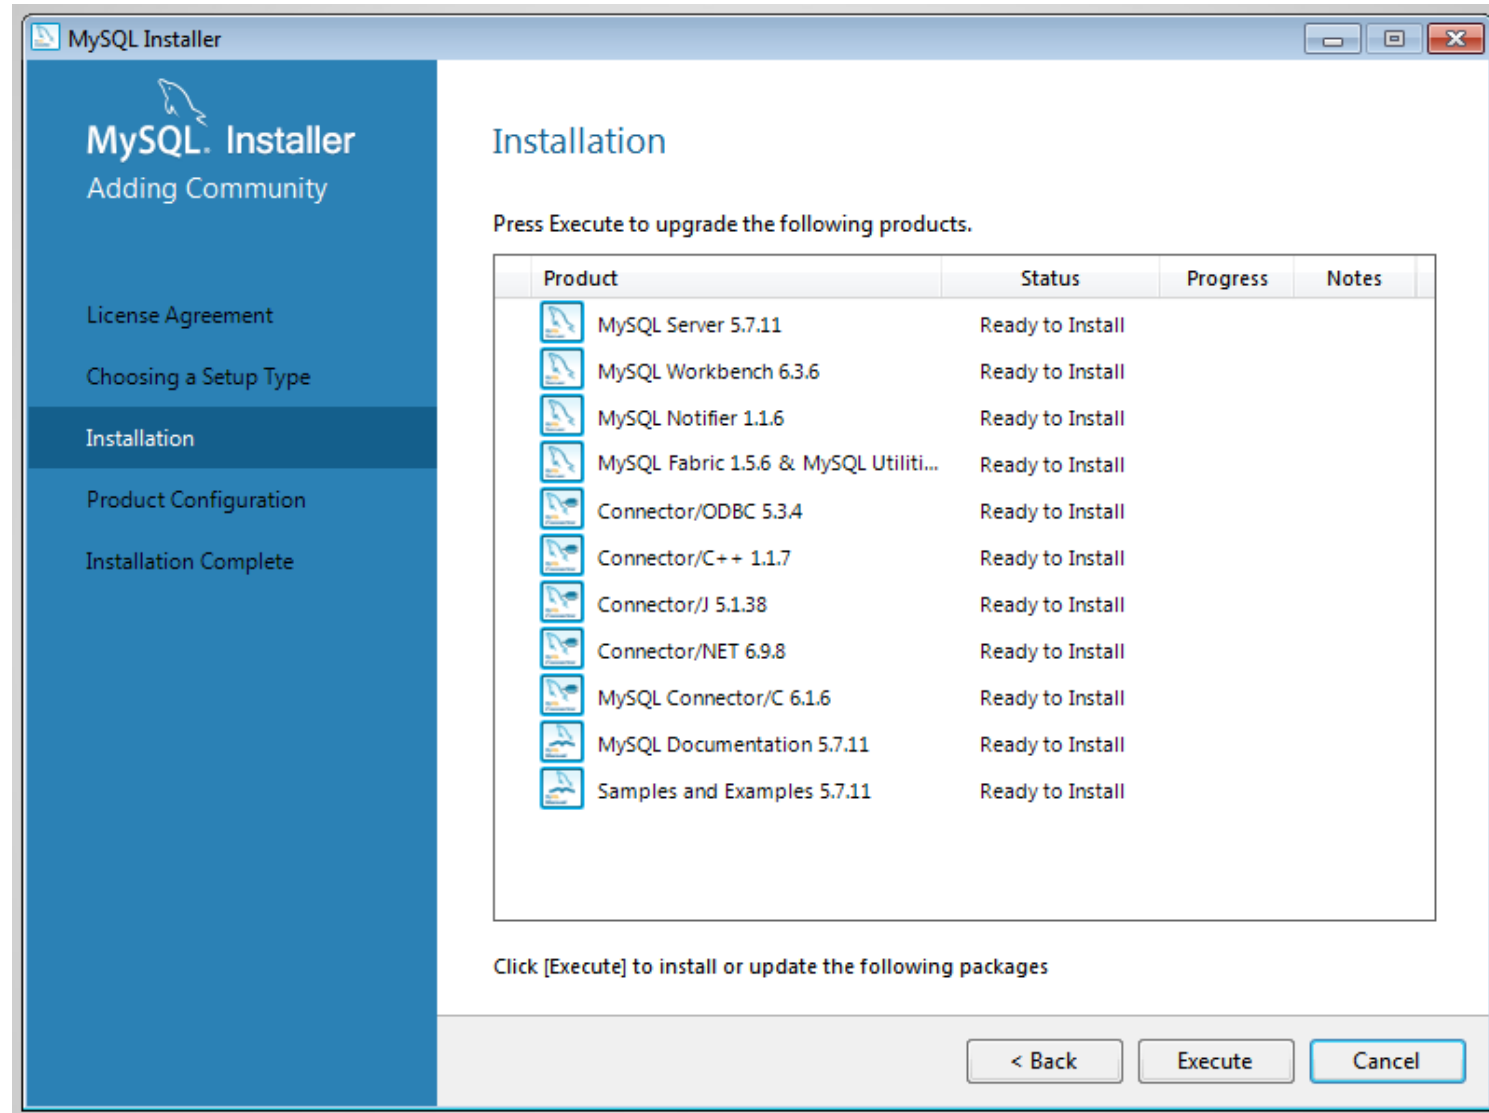 MySQL Installer
MySQL. Installer
Adding Community
License Agreement
Choosing a Setup Type
Installation
Product Configuration
Installation Complete
Installation
Press Execute to upgrade the following products.
Product Status Progress Notes
MySQL Server 5.7.11 Ready to Install
MySQL Workbench 6.3.6 Ready to Install
MySQL Notifier 1.1.6 Ready to Install
MySQL Fabric 1.5.6 & MySQL Utiliti... Ready to Install
Connector/ODBC 5.3.4 Ready to Install
Connector/C++ 1.1.7 Ready to Install
Connector/J 5.1.38 Ready to Install
Connector/NET 6.9.8 Ready to Install
MySQL Connector/C 6.1.6 Ready to Install
MySQL Documentation 5.7.11 Ready to Install
Samples and Examples 5.7.11 Ready to Install
Click [Execute] to install or update the following packages
< Back Execute Cancel